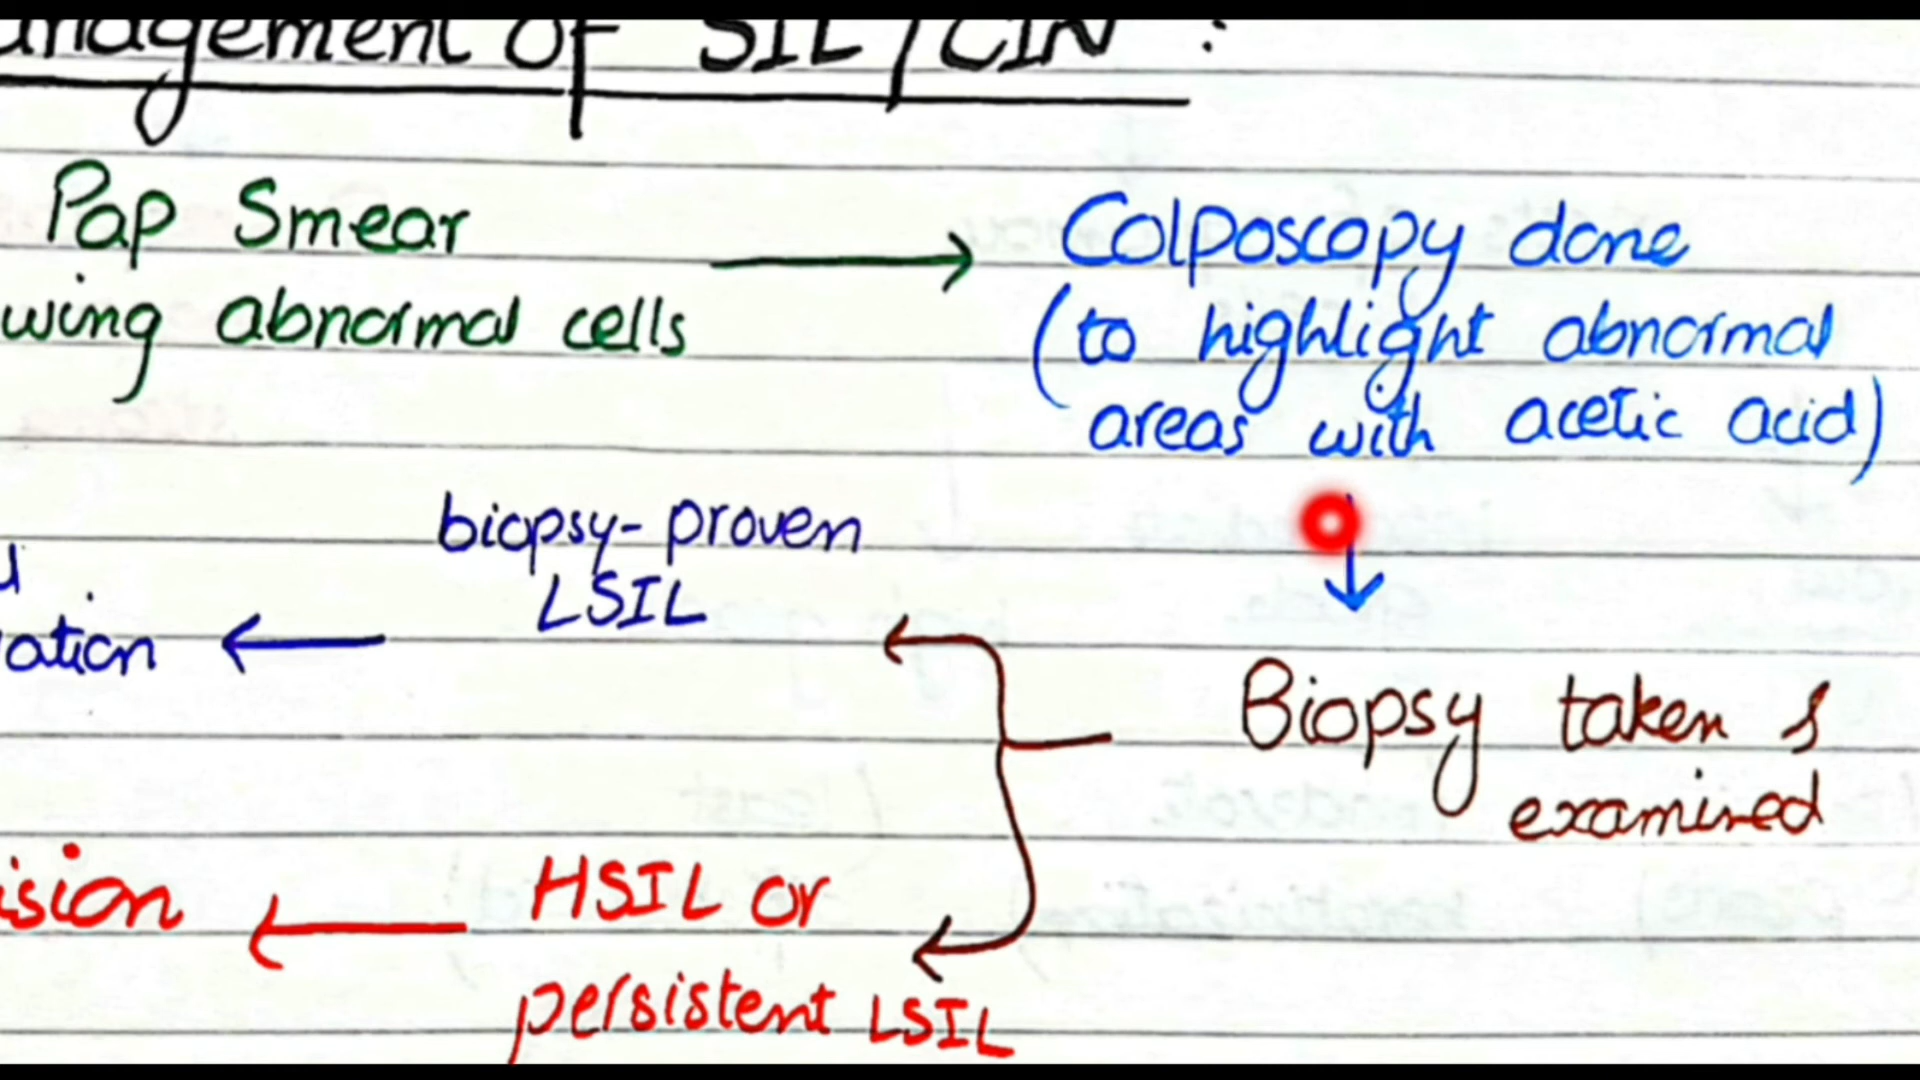 anagement of SIL / CIN :
Pap Smear
wing abnormal cells
Colposcopy done
(to highlight abnormal
areas with acetic acid)
biopsy-proven
LSIL
ation
Biopsy taken &
examined
HSIL or
persistent LSIL
ision